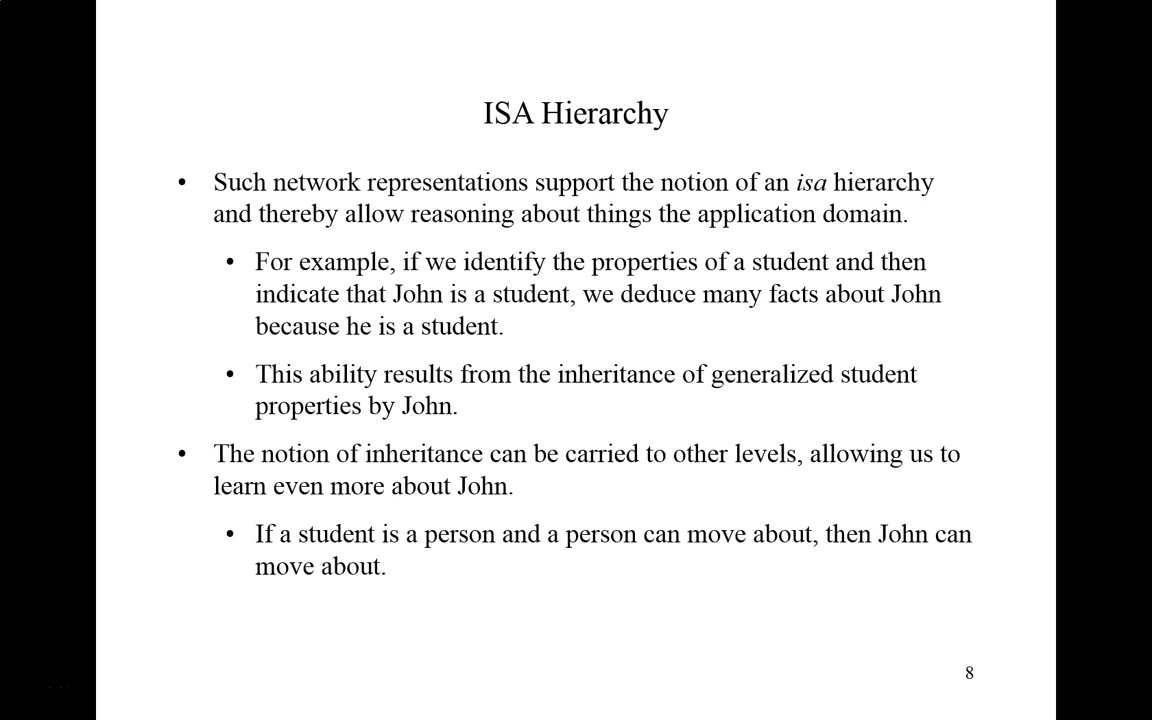 ISA Hierarchy
• Such network representations support the notion of an isa hierarchy
and thereby allow reasoning about things the application domain.
• For example, if we identify the properties of a student and then
indicate that John is a student, we deduce many facts about John
because he is a student.
• This ability results from the inheritance of generalized student
properties by John.
• The notion of inheritance can be carried to other levels, allowing us to
learn even more about John.
• If a student is a person and a person can move about, then John can
move about.
8